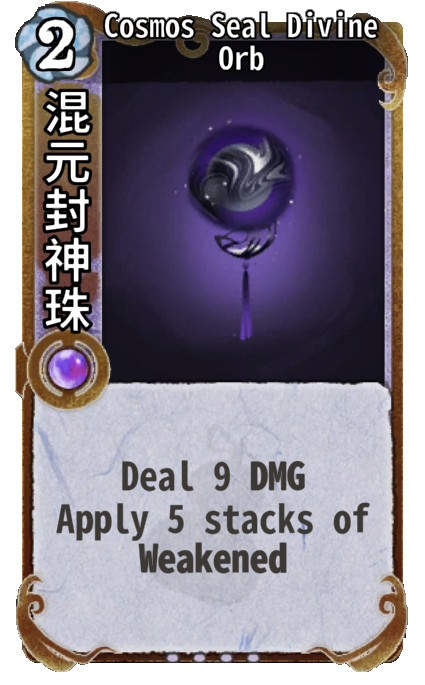 2
Cosmos Seal Divine
Orb
混元封神珠
Deal 9 DMG
Apply 5 stacks of
Weakened